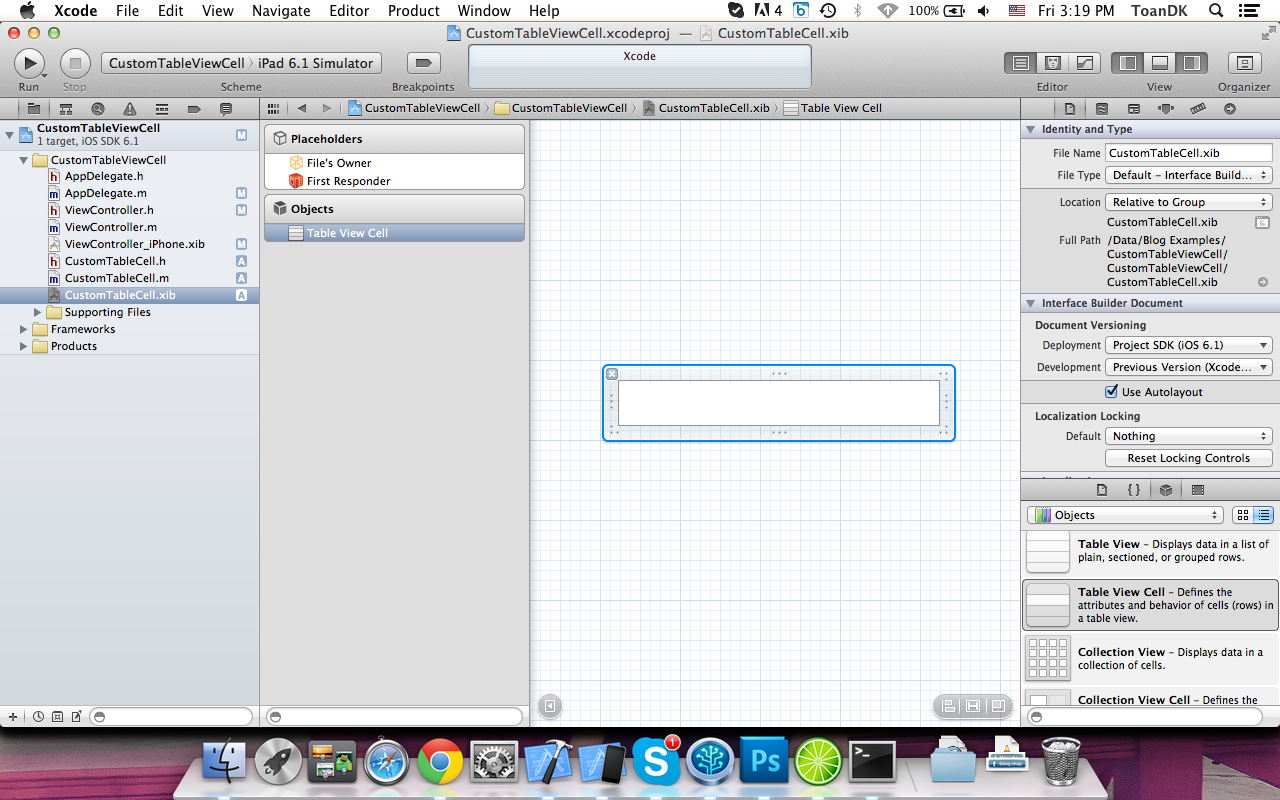 Xcode File Edit View Navigate Editor Product Window Help 4 100% Fri 3:19 PM ToanDK
CustomTableViewCell.xcodeproj — CustomTableCell.xib
CustomTableViewCell iPad 6.1 Simulator
Xcode
Run Stop Scheme Breakpoints Editor View Organizer
CustomTableViewCell CustomTableViewCell CustomTableCell.xib Table View Cell
CustomTableViewCell M
1 target, iOS SDK 6.1
CustomTableViewCell
AppDelegate.h
AppDelegate.m M
ViewController.h M
ViewController.m
ViewController_iPhone.xib M
CustomTableCell.h A
CustomTableCell.m A
CustomTableCell.xib A
Supporting Files
Frameworks
Products
Placeholders
File's Owner
First Responder
Objects
Table View Cell
Identity and Type
File Name CustomTableCell.xib
File Type Default - Interface Build...
Location Relative to Group
CustomTableCell.xib
Full Path /Data/Blog Examples/
CustomTableViewCell/
CustomTableViewCell/
CustomTableCell.xib
Interface Builder Document
Document Versioning
Deployment Project SDK (iOS 6.1)
Development Previous Version (Xcode...
Use Autolayout
Localization Locking
Default Nothing
Reset Locking Controls
Objects
Table View - Displays data in a list of
plain, sectioned, or grouped rows.
Table View Cell - Defines the
attributes and behavior of cells (rows) in
a table view.
Collection View - Displays data in a
collection of cells.
Collection View Cell - Defines the
1
Ps